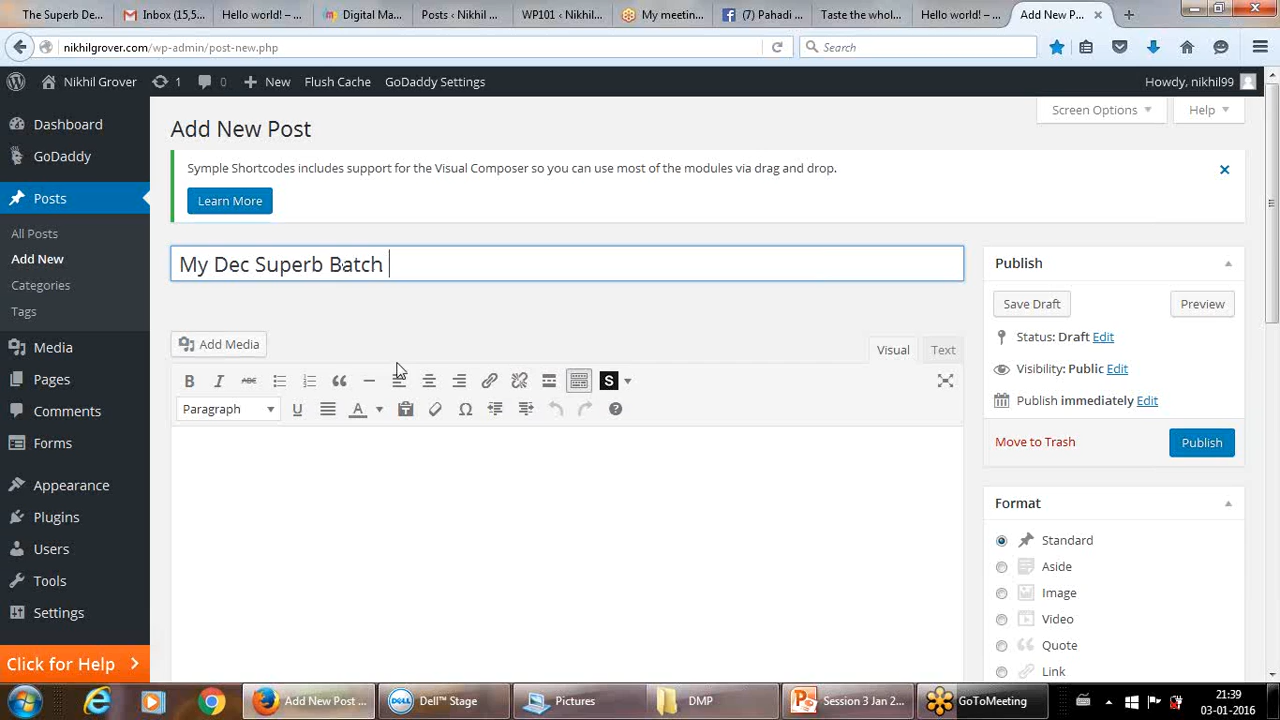 The Superb De...
Inbox (15,5...
Hello world! – ...
Digital Ma...
Posts ‹ Nikhil ...
WP101 ‹ Nikhil...
My meetin...
(7) Pahadi ...
Taste the whol...
Hello world! – ...
Add New P...
nikhilgrover.com/wp-admin/post-new.php
Search
Nikhil Grover
1
0
New
Flush Cache
GoDaddy Settings
Howdy, nikhil99
Screen Options
Help
Dashboard
GoDaddy
Posts
All Posts
Add New
Categories
Tags
Media
Pages
Comments
Forms
Appearance
Plugins
Users
Tools
Settings
Click for Help
Add New Post
Symple Shortcodes includes support for the Visual Composer so you can use most of the modules via drag and drop.
Learn More
My Dec Superb Batch
Add Media
Visual
Text
B
I
ABC
S
Paragraph
U
A
Publish
Save Draft
Preview
Status: Draft Edit
Visibility: Public Edit
Publish immediately Edit
Move to Trash
Publish
Format
Standard
Aside
Image
Video
Quote
Link
Add New Post ...
DELL
Dell™ Stage
Pictures
DMP
Session 3 Jan 2...
GoToMeeting
21:39
03-01-2016